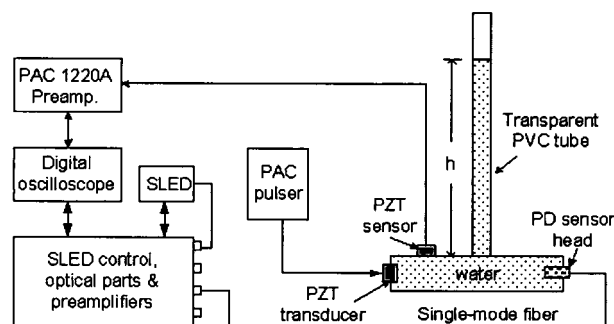 PAC 1220A
Preamp.
Digital
oscilloscope
SLED
PAC
pulser
SLED control,
optical parts &
preamplifiers
PZT
sensor
PZT
transducer
h
Transparent
PVC tube
PD sensor
head
water
Single-mode fiber